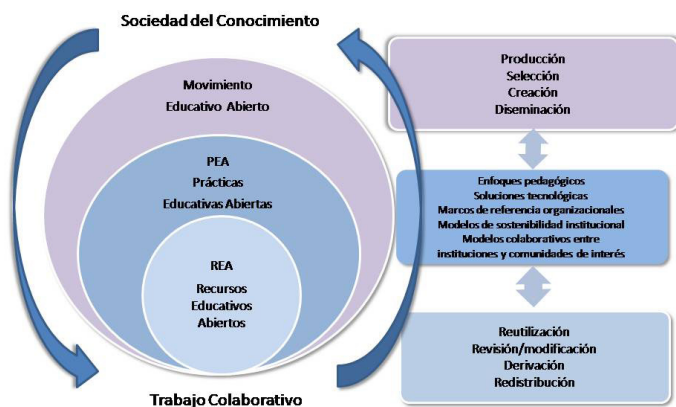 Sociedad del Conocimiento
Movimiento
Educativo Abierto
PEA
Prácticas
Educativas Abiertas
REA
Recursos
Educativos
Abiertos
Trabajo Colaborativo
Producción
Selección
Creación
Diseminación
Enfoques pedagógicos
Soluciones tecnológicas
Marcos de referencia organizacionales
Modelos de sostenibilidad institucional
Modelos colaborativos entre
instituciones y comunidades de interés
Reutilización
Revisión/modificación
Derivación
Redistribución